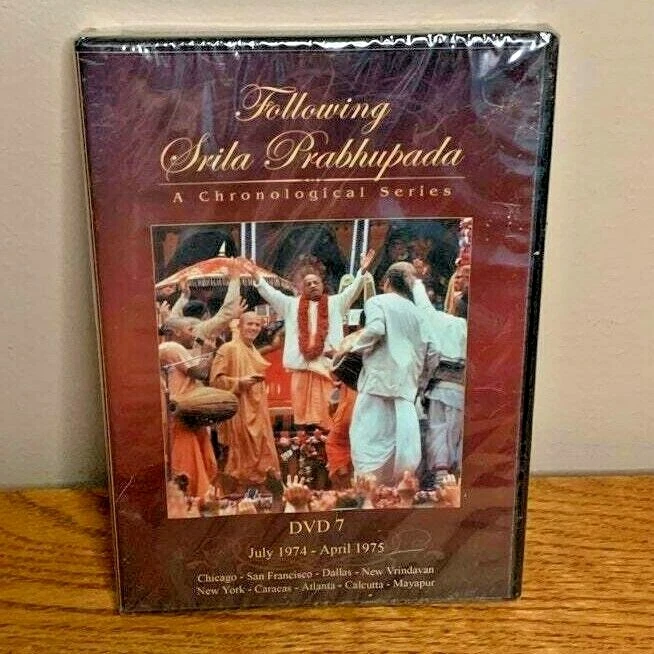 Following
Srila Prabhupada
A Chronological Series
DVD 7
July 1974 - April 1975
Chicago - San Francisco - Dallas - New Vrindavan
New York - Caracas - Atlanta - Calcutta - Mayapur